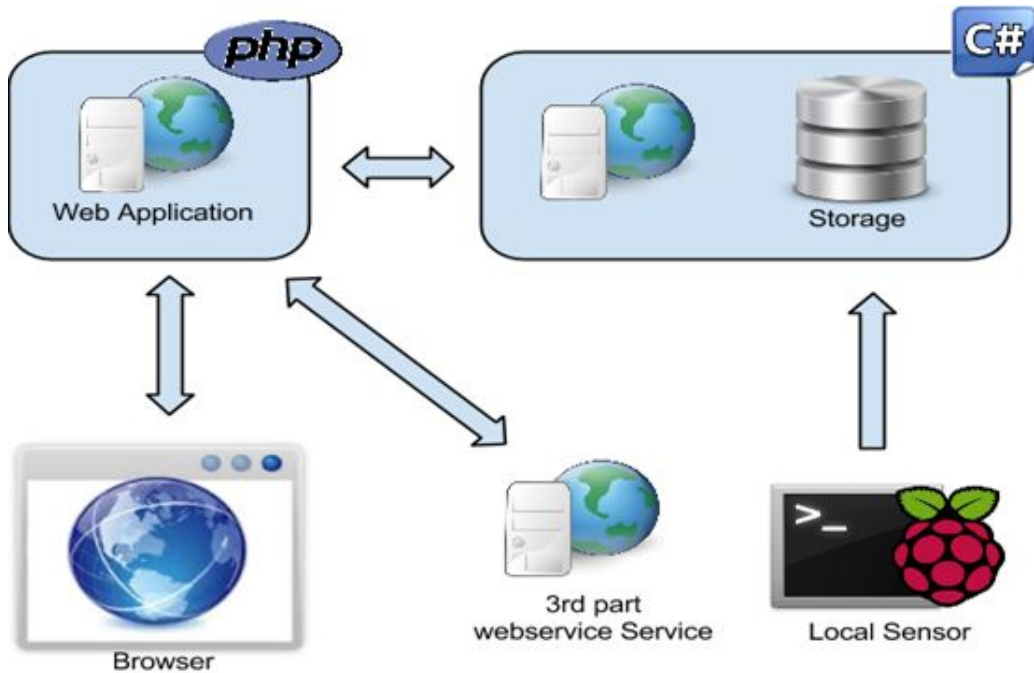 php
C#
Web Application
Storage
>_
3rd part
webservice Service
Local Sensor
Browser